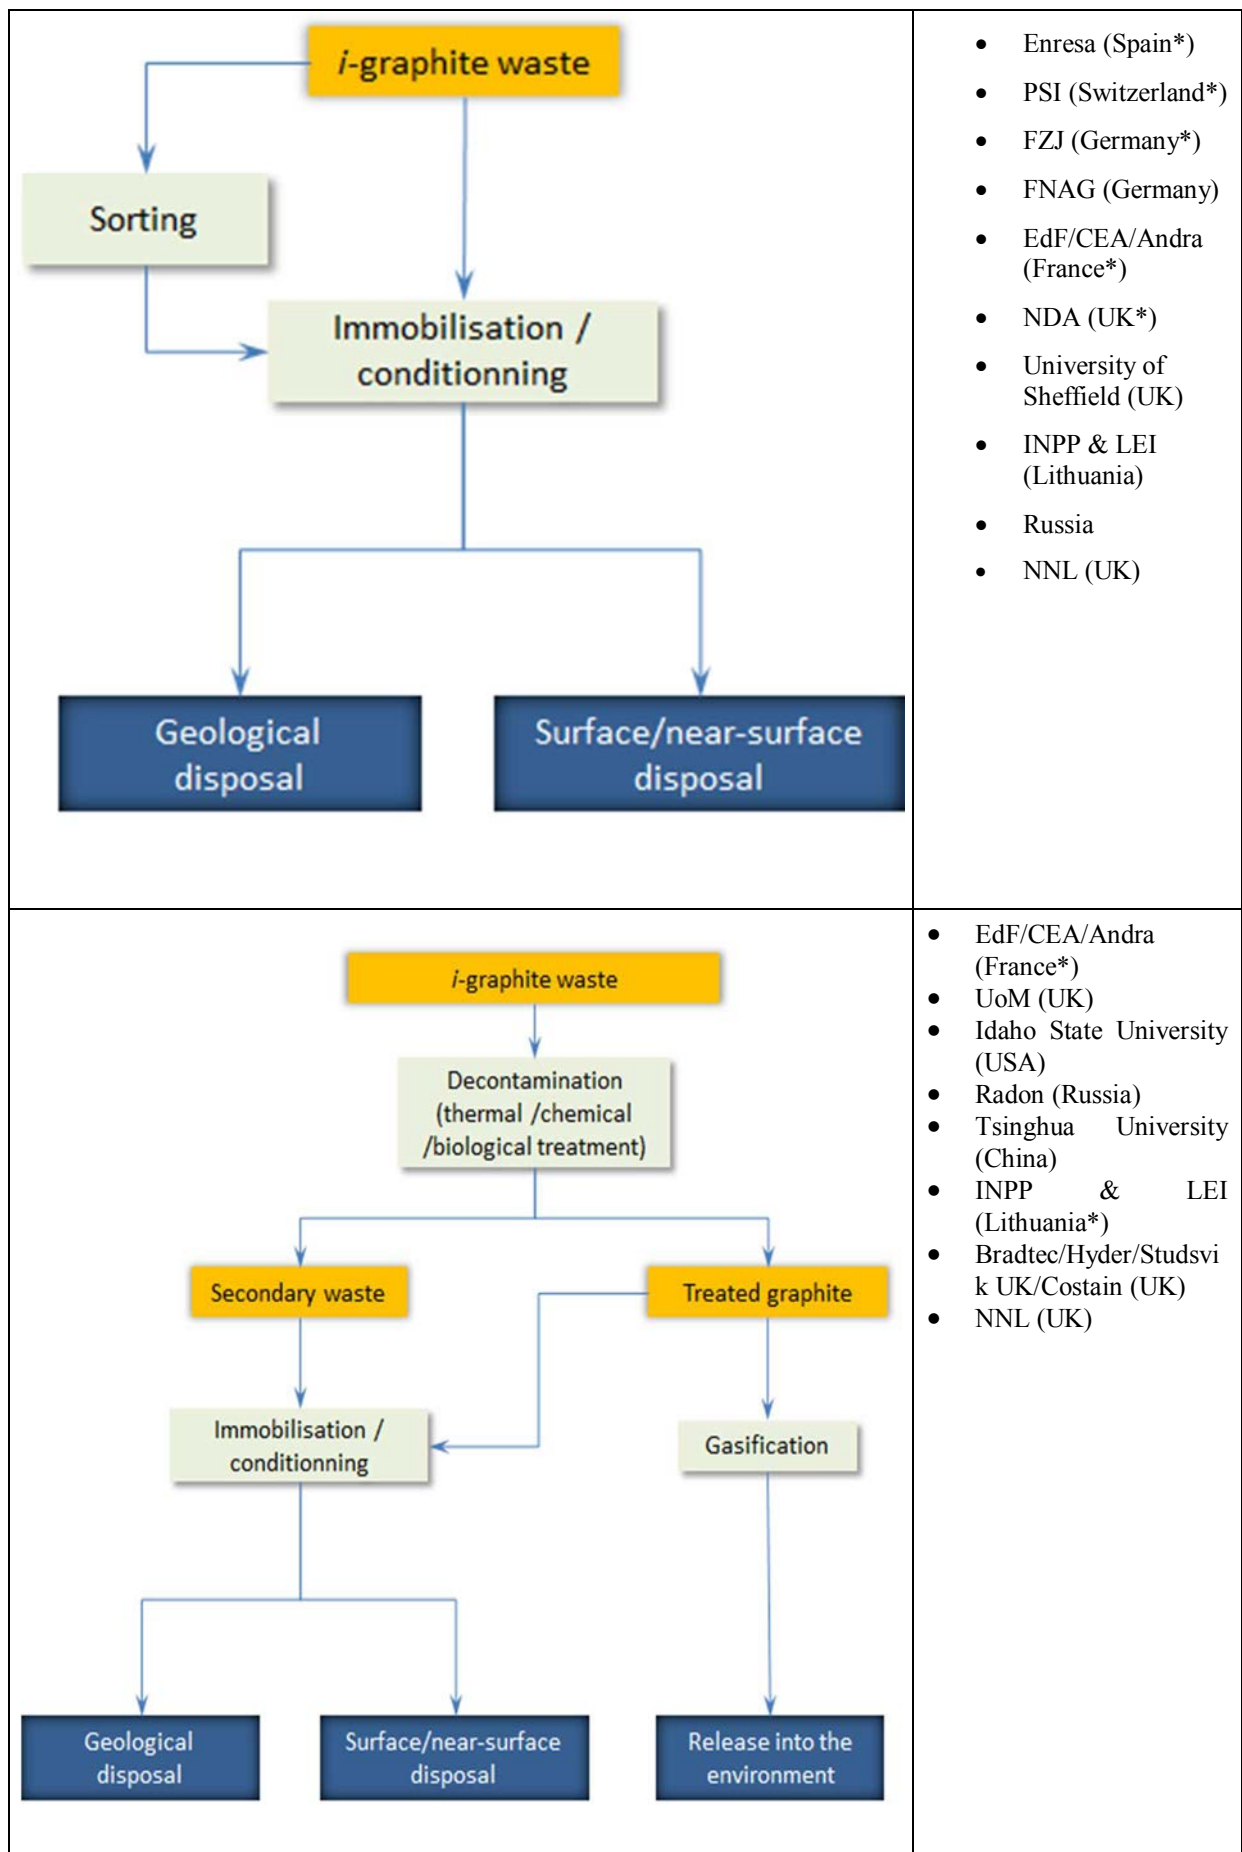 i-graphite waste
Sorting
Immobilisation /
conditionning
Geological
disposal
Surface/near-surface
disposal
• Enresa (Spain*)
• PSI (Switzerland*)
• FZJ (Germany*)
• FNAG (Germany)
• EdF/CEA/Andra
(France*)
• NDA (UK*)
• University of
Sheffield (UK)
• INPP & LEI
(Lithuania)
• Russia
• NNL (UK)
i-graphite waste
Decontamination
(thermal /chemical
/biological treatment)
Secondary waste
Treated graphite
Immobilisation /
conditionning
Gasification
Geological
disposal
Surface/near-surface
disposal
Release into the
environment
• EdF/CEA/Andra
(France*)
• UoM (UK)
• Idaho State University
(USA)
• Radon (Russia)
• Tsinghua University
(China)
• INPP & LEI
(Lithuania*)
• Bradtec/Hyder/Studsvi
k UK/Costain (UK)
• NNL (UK)